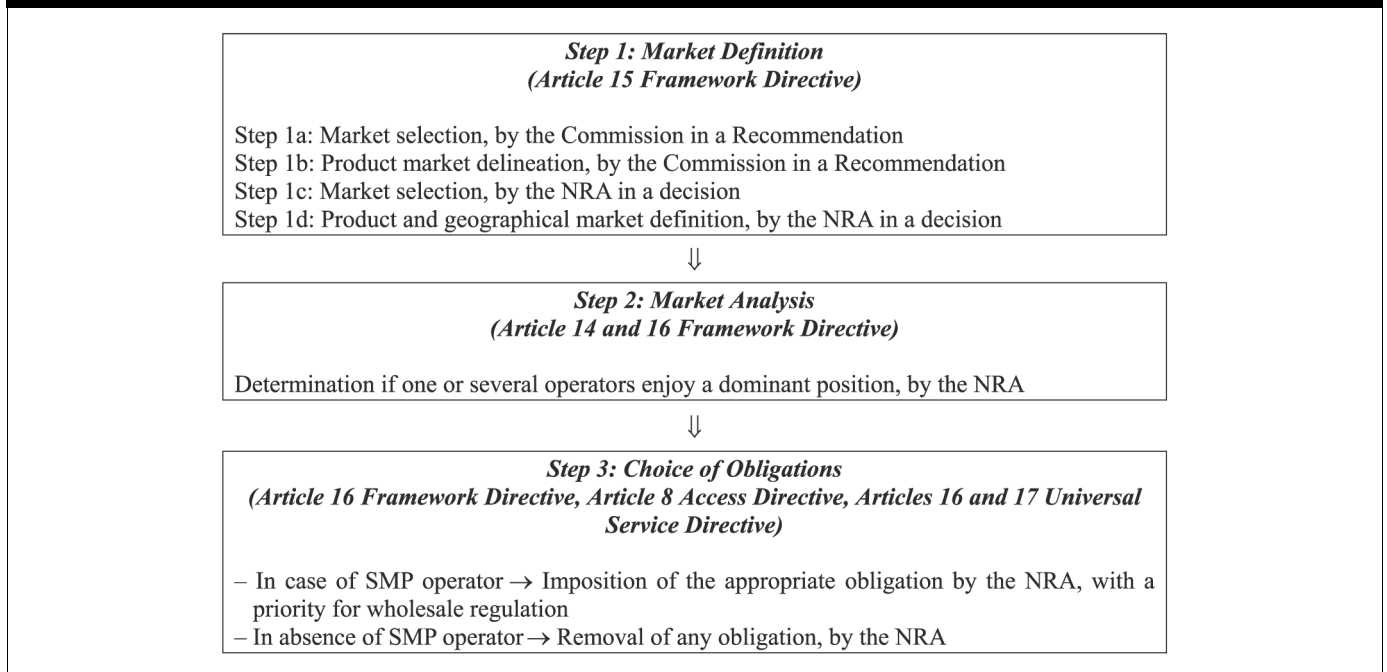 Step 1: Market Definition
(Article 15 Framework Directive)
Step 1a: Market selection, by the Commission in a Recommendation
Step 1b: Product market delineation, by the Commission in a Recommendation
Step 1c: Market selection, by the NRA in a decision
Step 1d: Product and geographical market definition, by the NRA in a decision
⇓
Step 2: Market Analysis
(Article 14 and 16 Framework Directive)
Determination if one or several operators enjoy a dominant position, by the NRA
⇓
Step 3: Choice of Obligations
(Article 16 Framework Directive, Article 8 Access Directive, Articles 16 and 17 Universal
Service Directive)
– In case of SMP operator → Imposition of the appropriate obligation by the NRA, with a
priority for wholesale regulation
– In absence of SMP operator → Removal of any obligation, by the NRA